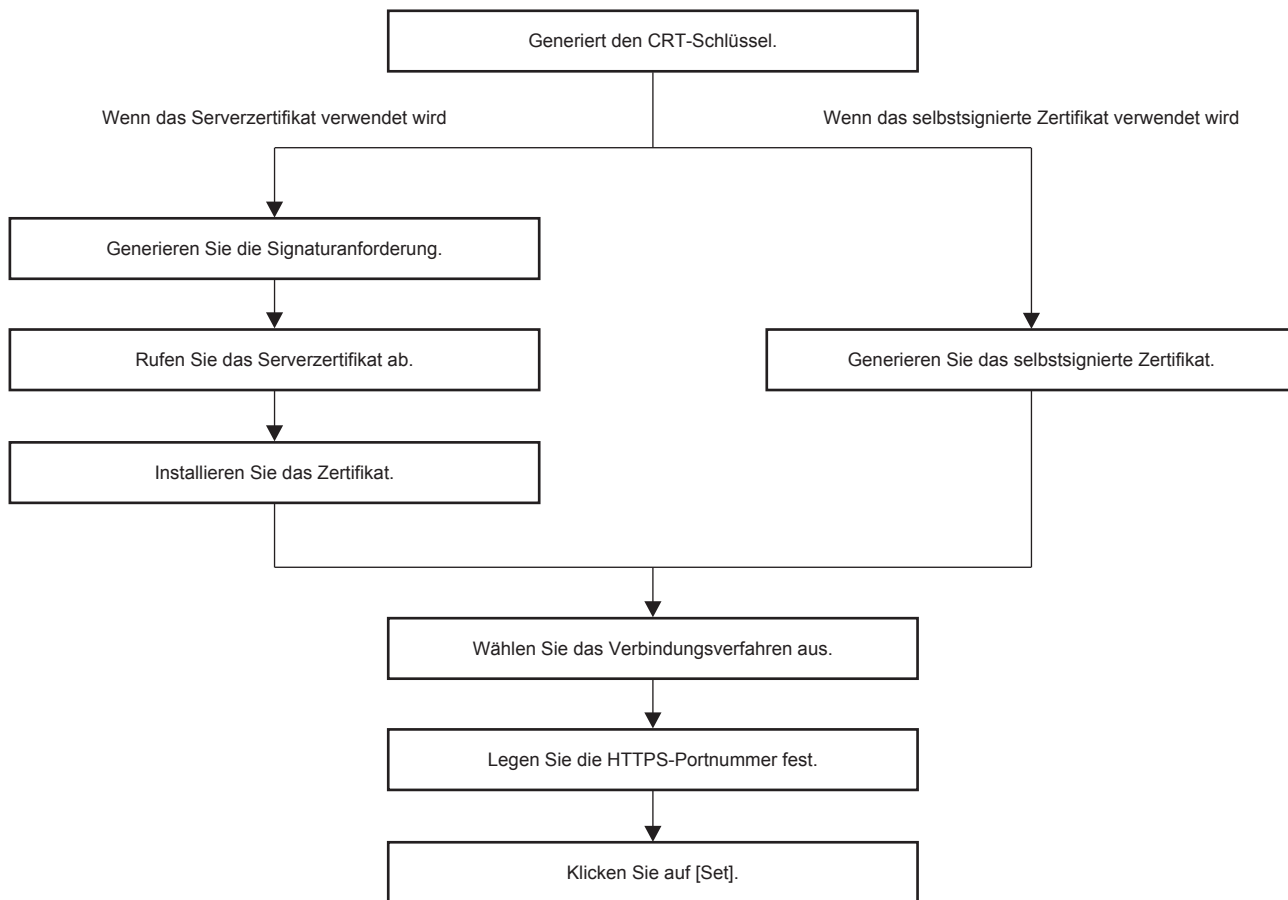 Generiert den CRT-Schlüssel.
Wenn das Serverzertifikat verwendet wird
Wenn das selbstsignierte Zertifikat verwendet wird
Generieren Sie die Signaturanforderung.
Rufen Sie das Serverzertifikat ab.
Generieren Sie das selbstsignierte Zertifikat.
Installieren Sie das Zertifikat.
Wählen Sie das Verbindungsverfahren aus.
Legen Sie die HTTPS-Portnummer fest.
Klicken Sie auf [Set].